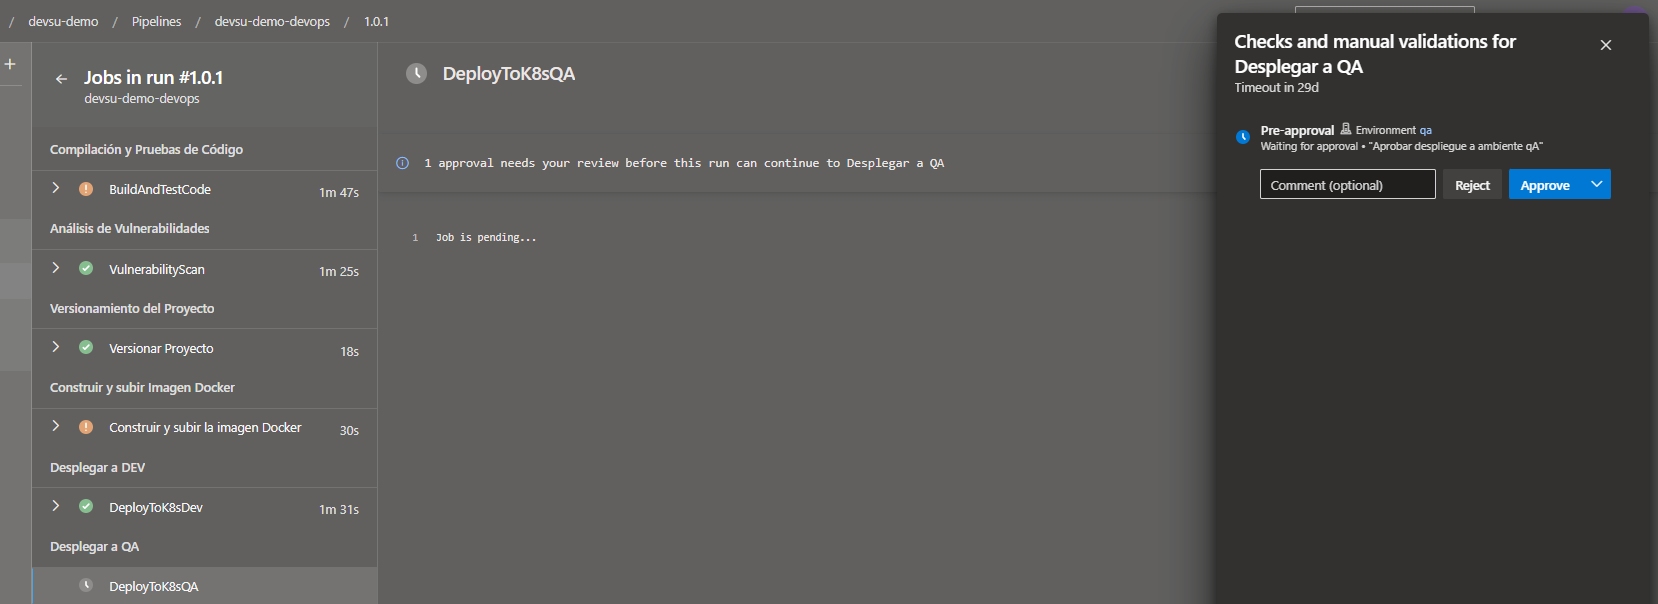 / devsu-demo / Pipelines / devsu-demo-devops / 1.0.1
Jobs in run #1.0.1
devsu-demo-devops
Compilación y Pruebas de Código
BuildAndTestCode 1m 47s
Análisis de Vulnerabilidades
VulnerabilityScan 1m 25s
Versionamiento del Proyecto
Versionar Proyecto 18s
Construir y subir Imagen Docker
Construir y subir la imagen Docker 30s
Desplegar a DEV
DeployToK8sDev 1m 31s
Desplegar a QA
DeployToK8sQA
DeployToK8sQA
1 approval needs your review before this run can continue to Desplegar a QA
1 Job is pending...
Checks and manual validations for
Desplegar a QA
Timeout in 29d
Pre-approval Environment qa
Waiting for approval • "Aprobar despliegue a ambiente qA"
Comment (optional) Reject Approve